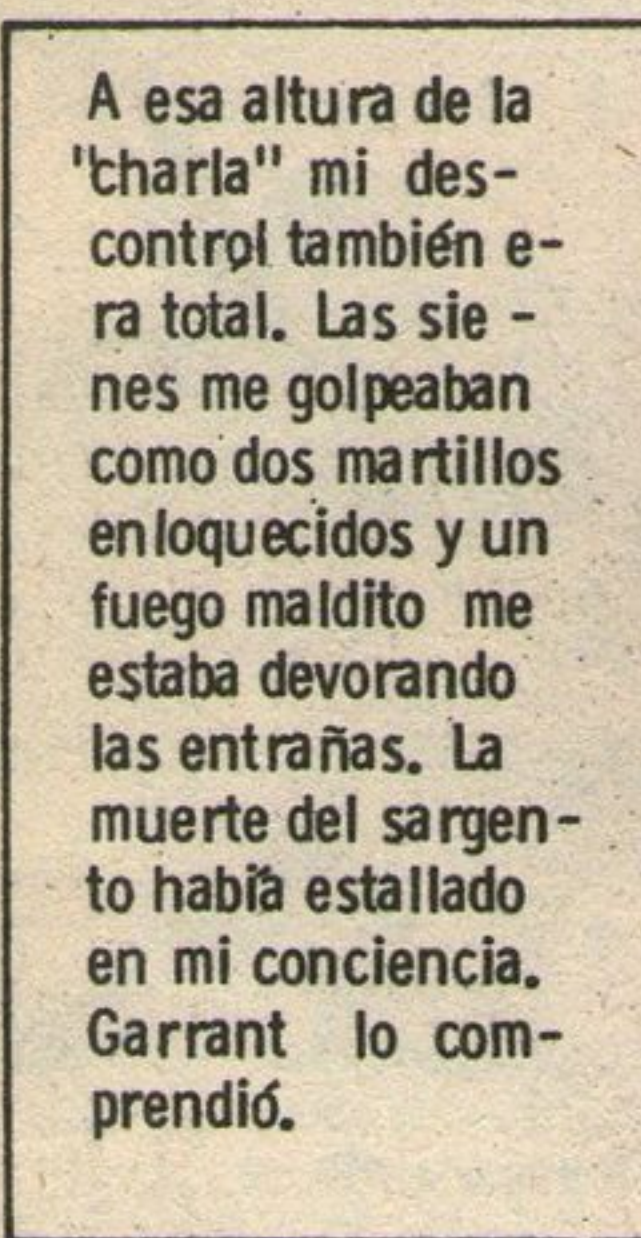 A esa altura de la
"charla" mi des-
control también e-
ra total. Las sie -
nes me golpeaban
como dos martillos
enloquecidos y un
fuego maldito me
estaba devorando
las entrañas. La
muerte del sargen-
to había estallado
en mi conciencia.
Garrant lo com-
prendió.